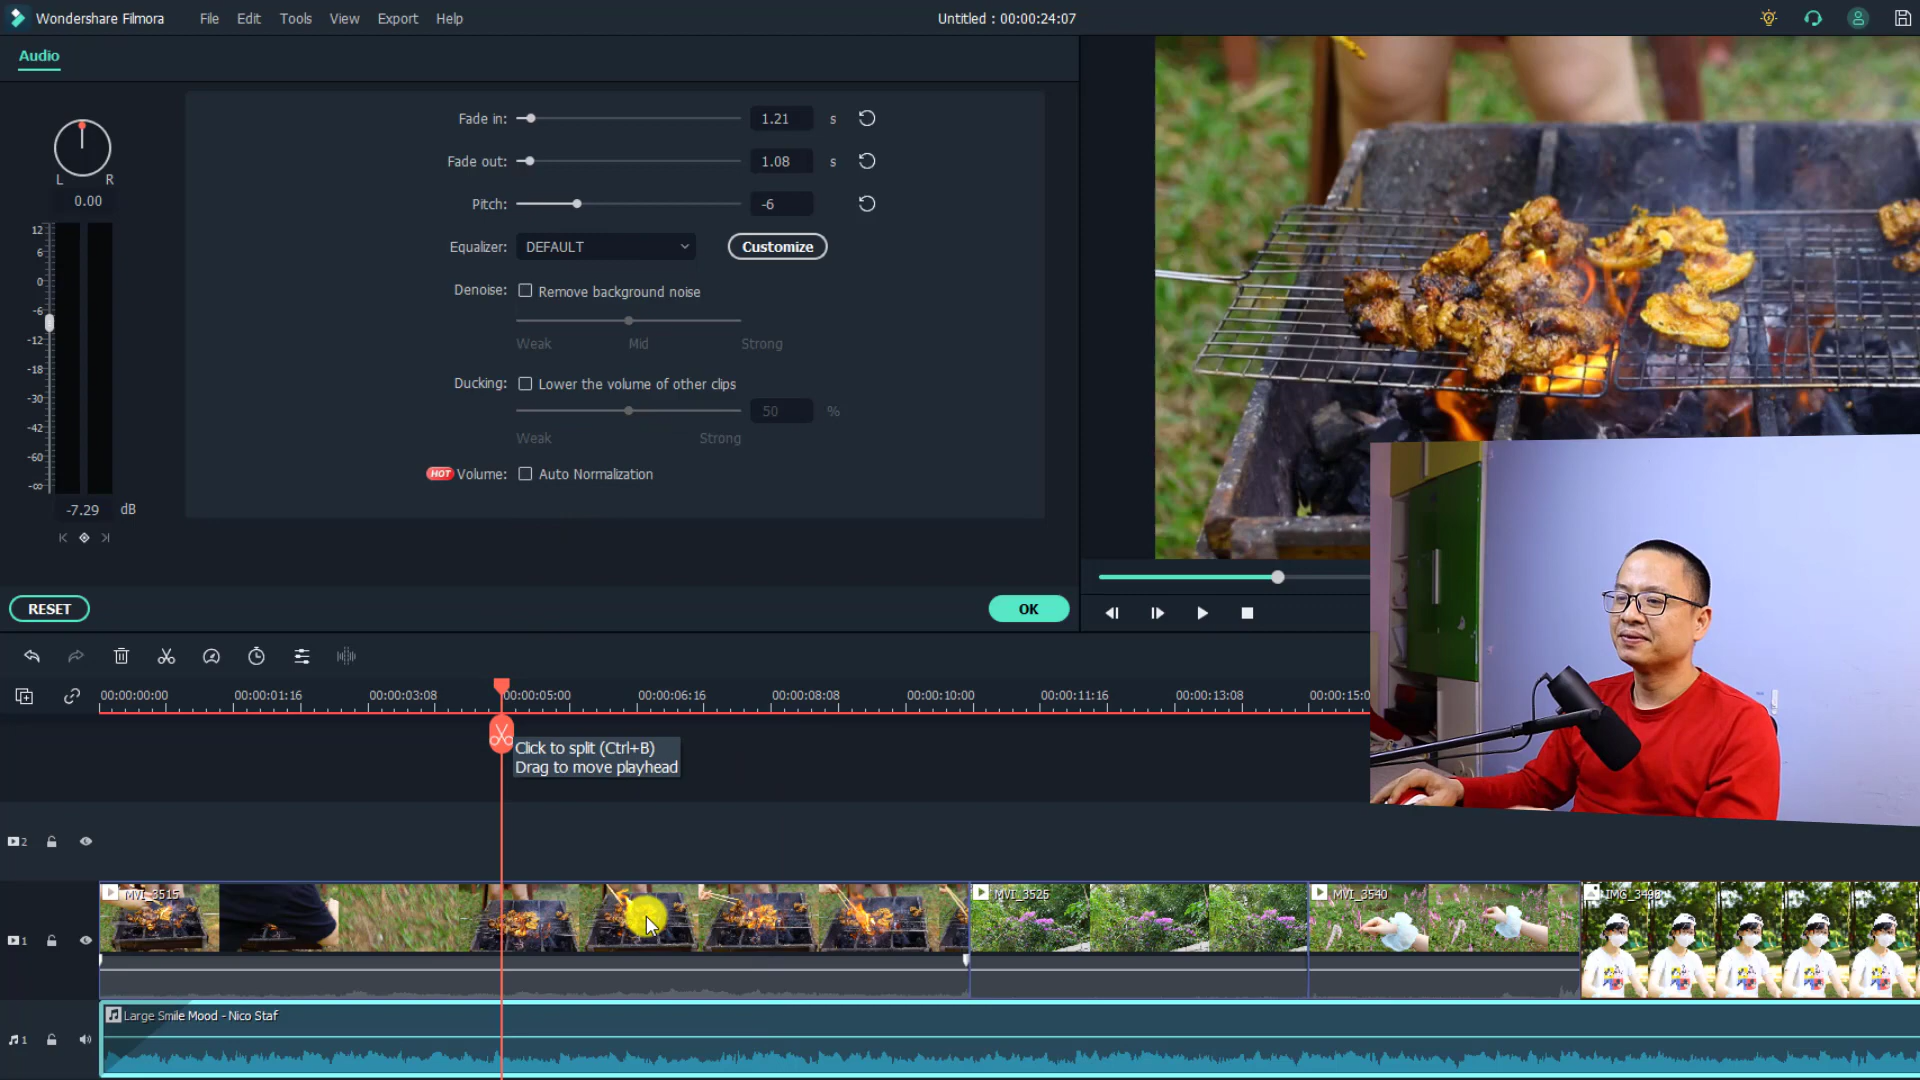 Wondershare Filmora File Edit Tools View Export Help Untitled : 00:00:24:07
Audio
Fade in: 1.21 s
Fade out: 1.08 s
L R
0.00
Pitch: -6
Equalizer: DEFAULT Customize
Denoise: Remove background noise
Weak Mid Strong
Ducking: Lower the volume of other clips
50 %
Weak Strong
HOT Volume: Auto Normalization
12
6
0
-6
-12
-18
-30
-42
-60
-∞
-7.29 dB
RESET OK
00:00:00:00 00:00:01:16 00:00:03:08 00:00:05:00 00:00:06:16 00:00:08:08 00:00:10:00 00:00:11:16 00:00:13:08 00:00:15:0
Click to split (Ctrl+B)
Drag to move playhead
2
MVI_3515 MVI_3525 MVI_3540 IMG_3493
1
Large Smile Mood - Nico Staf
1